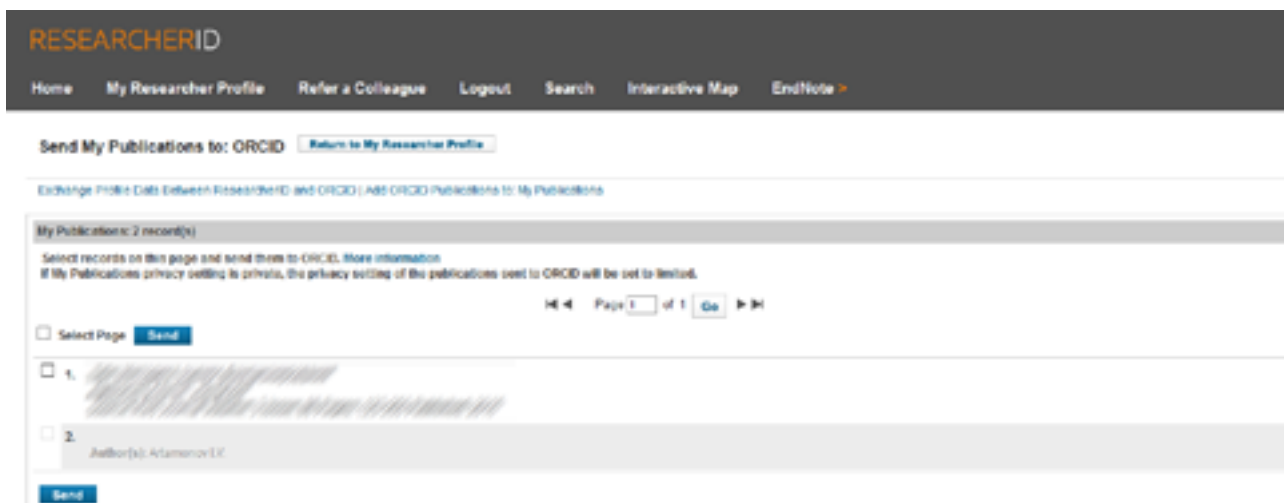 RESEARCHERID
Home My Researcher Profile Refer a Colleague Logout Search Interactive Map EndNote >
Send My Publications to: ORCID Return to My Researcher Profile
Exchange Profile Data Between ResearcherID and ORCID | Add ORCID Publications to: My Publications
My Publications: 2 record(s)
Select records on this page and send them to ORCID. More information
If My Publications privacy setting is private, the privacy setting of the publications sent to ORCID will be set to limited.
Page 1 of 1 Go
Select Page Send
1.
2.
Author(s):
Send